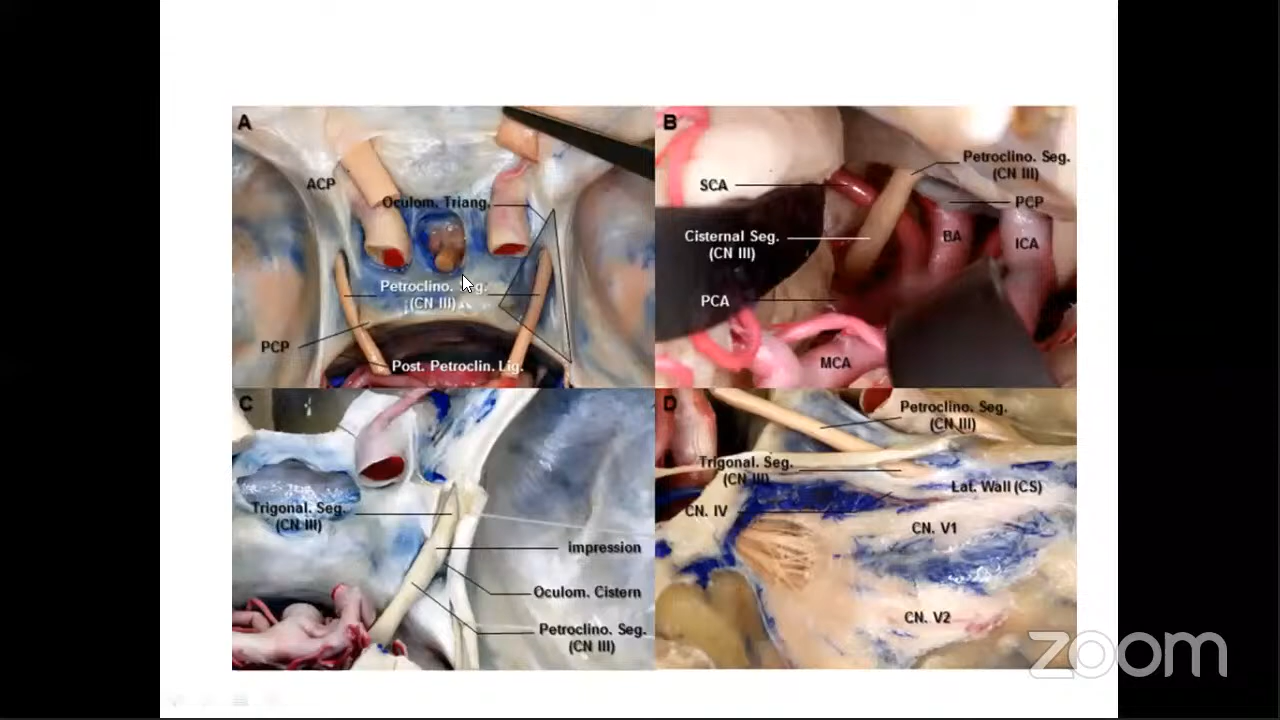 A
ACP
Oculom. Triang.
Petroclino. Seg.
(CN III)
PCP
Post. Petroclin. Lig.
B
Petroclino. Seg.
(CN III)
SCA
PCP
Cisternal Seg.
(CN III)
BA
ICA
PCA
MCA
C
Trigonal. Seg.
(CN III)
impression
Oculom. Cistern
Petroclino. Seg.
(CN III)
D
Petroclino. Seg.
(CN III)
Trigonal. Seg.
(CN III)
Lat. Wall (CS)
CN. IV
CN. V1
CN. V2
zoom